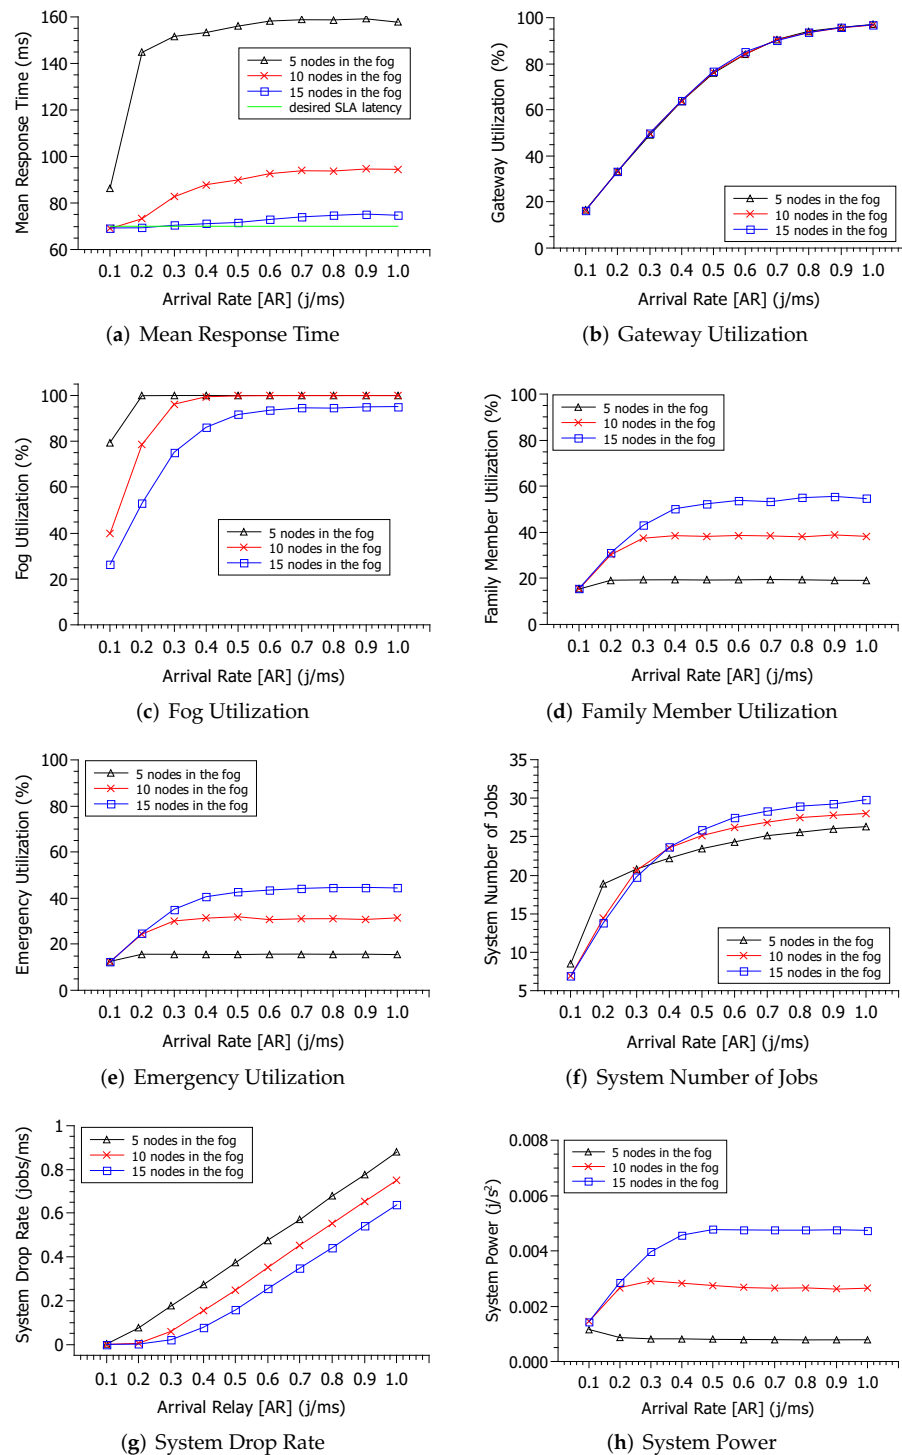 160
140
120
100
80
60
Mean Response Time (ms)
5 nodes in the fog
10 nodes in the fog
15 nodes in the fog
desired SLA latency
0.1 0.2 0.3 0.4 0.5 0.6 0.7 0.8 0.9 1.0
Arrival Rate [AR] (j/ms)
(a) Mean Response Time
100
80
60
40
20
0
Gateway Utilization (%)
5 nodes in the fog
10 nodes in the fog
15 nodes in the fog
0.1 0.2 0.3 0.4 0.5 0.6 0.7 0.8 0.9 1.0
Arrival Rate [AR] (j/ms)
(b) Gateway Utilization
100
80
60
40
20
0
Fog Utilization (%)
5 nodes in the fog
10 nodes in the fog
15 nodes in the fog
0.1 0.2 0.3 0.4 0.5 0.6 0.7 0.8 0.9 1.0
Arrival Rate [AR] (j/ms)
(c) Fog Utilization
100
80
60
40
20
0
Family Member Utilization (%)
5 nodes in the fog
10 nodes in the fog
15 nodes in the fog
0.1 0.2 0.3 0.4 0.5 0.6 0.7 0.8 0.9 1.0
Arrival Rate [AR] (j/ms)
(d) Family Member Utilization
100
80
60
40
20
0
Emergency Utilization (%)
5 nodes in the fog
10 nodes in the fog
15 nodes in the fog
0.1 0.2 0.3 0.4 0.5 0.6 0.7 0.8 0.9 1.0
Arrival Rate [AR] (j/ms)
(e) Emergency Utilization
35
30
25
20
15
10
5
System Number of Jobs
5 nodes in the fog
10 nodes in the fog
15 nodes in the fog
0.1 0.2 0.3 0.4 0.5 0.6 0.7 0.8 0.9 1.0
Arrival Rate [AR] (j/ms)
(f) System Number of Jobs
1
0.8
0.6
0.4
0.2
0
System Drop Rate (jobs/ms)
5 nodes in the fog
10 nodes in the fog
15 nodes in the fog
0.1 0.2 0.3 0.4 0.5 0.6 0.7 0.8 0.9 1.0
Arrival Relay [AR] (j/ms)
(g) System Drop Rate
0.008
0.006
0.004
0.002
0.000
System Power (j/s²)
5 nodes in the fog
10 nodes in the fog
15 nodes in the fog
0.1 0.2 0.3 0.4 0.5 0.6 0.7 0.8 0.9 1.0
Arrival Rate [AR] (j/ms)
(h) System Power